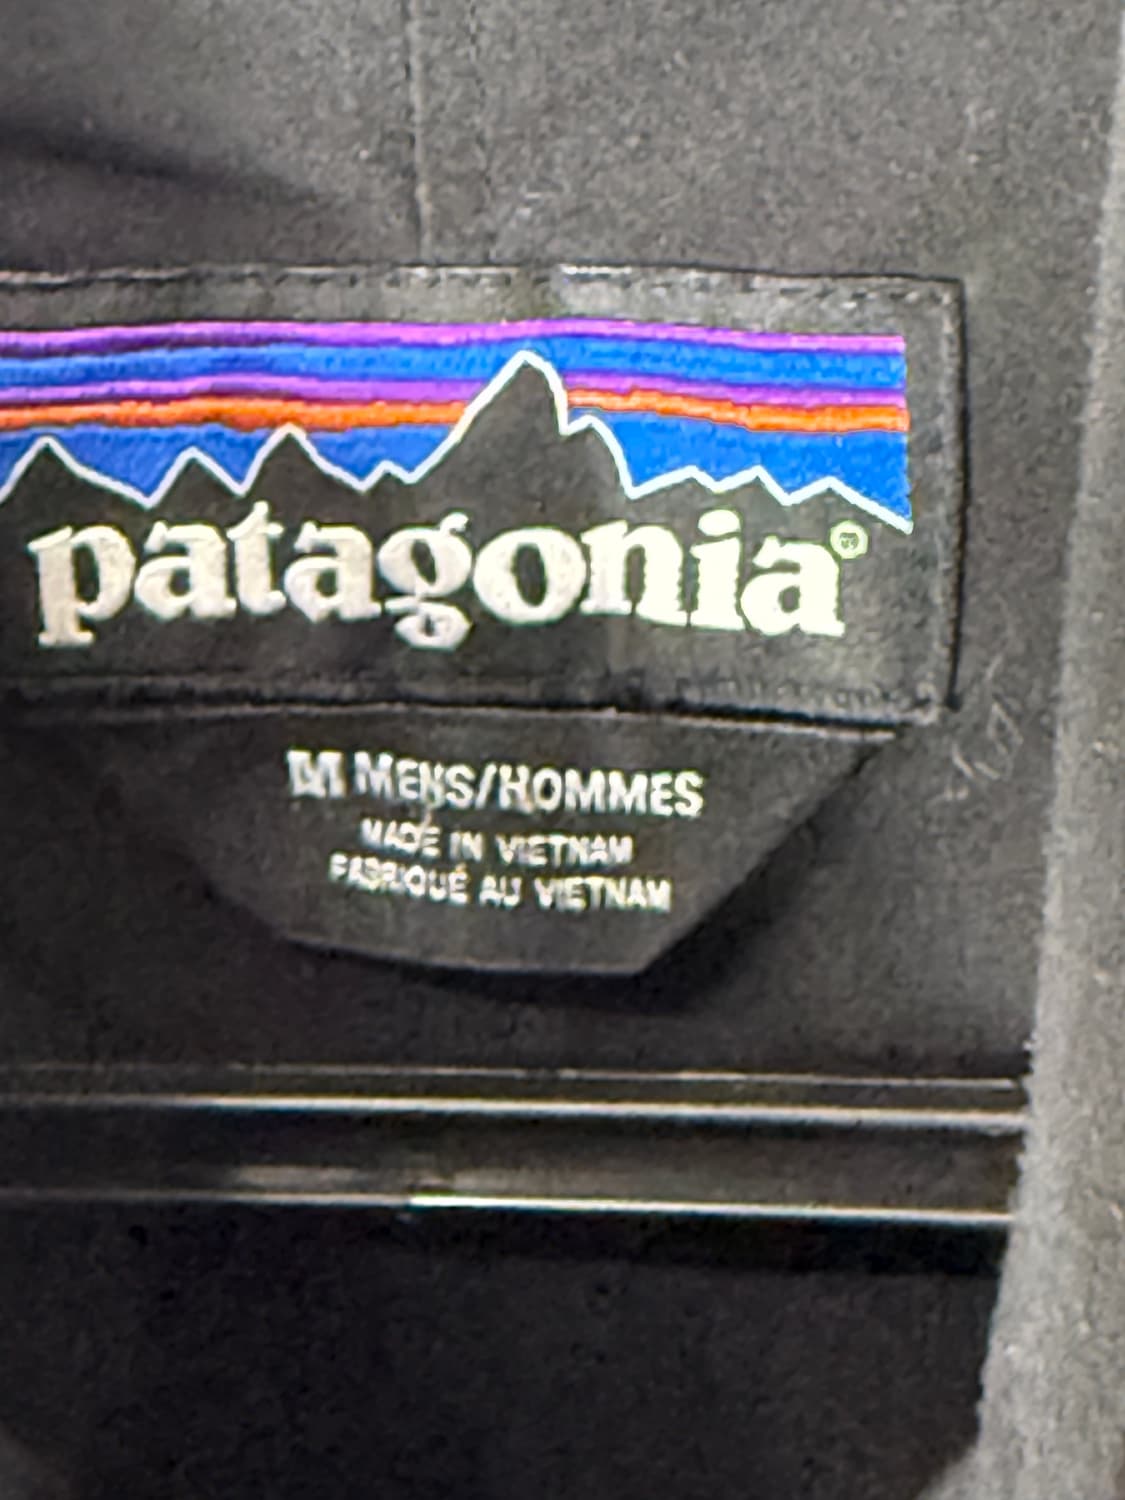 patagonia®
M MENS/HOMMES
MADE IN VIETNAM
FABRIQUÉ AU VIETNAM